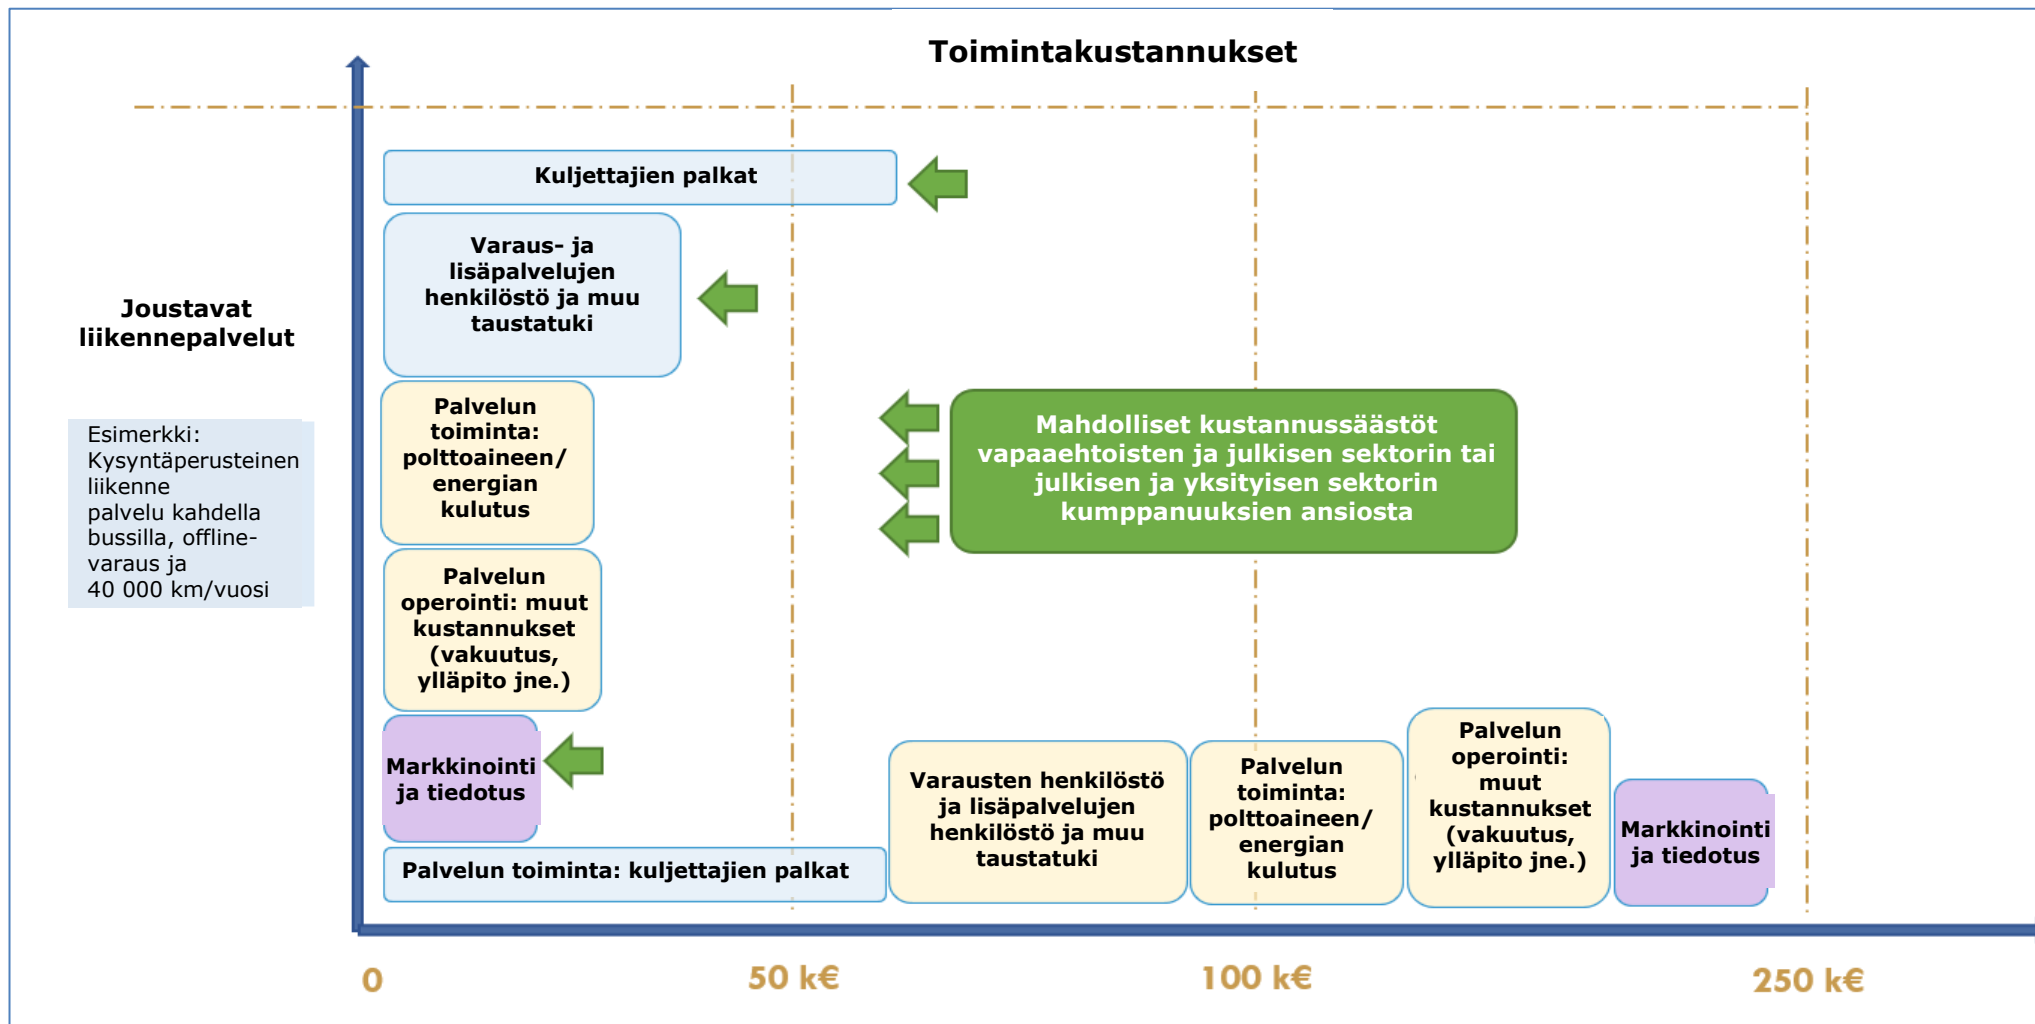 Toimintakustannukset
Kuljettajien palkat
Varaus- ja
lisäpalvelujen
henkilöstö ja muu
taustatuki
Joustavat
liikennepalvelut
Esimerkki:
Kysyntäperusteinen
liikenne
palvelu kahdella
bussilla, offline-
varaus ja
40 000 km/vuosi
Palvelun
toiminta:
polttoaineen/
energian
kulutus
Mahdolliset kustannussäästöt
vapaaehtoisten ja julkisen sektorin tai
julkisen ja yksityisen sektorin
kumppanuuksien ansiosta
Palvelun
operointi: muut
kustannukset
(vakuutus,
ylläpito jne.)
Markkinointi
ja tiedotus
Palvelun toiminta: kuljettajien palkat
Varausten henkilöstö
ja lisäpalvelujen
henkilöstö ja muu
taustatuki
Palvelun
toiminta:
polttoaineen/
energian
kulutus
Palvelun
operointi:
muut
kustannukset
(vakuutus,
ylläpito jne.)
Markkinointi
ja tiedotus
0
50 k€
100 k€
250 k€